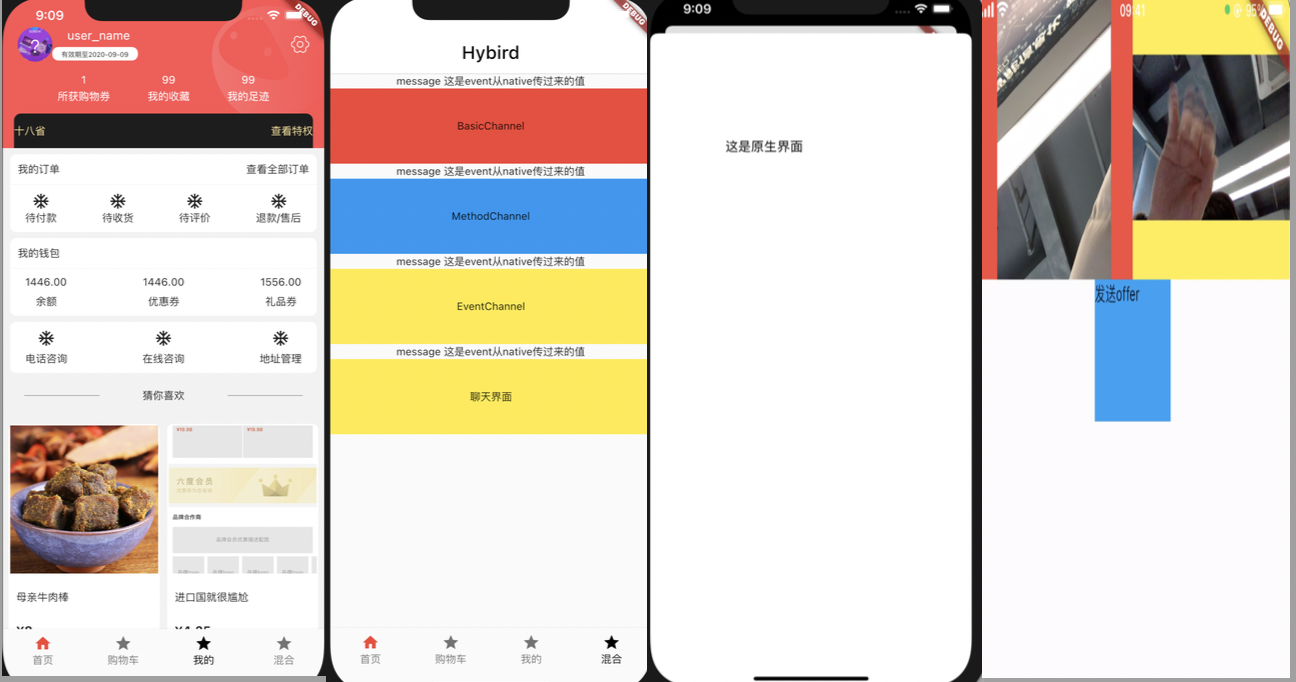 9:09
DEBUG
user_name
有效期至2020-09-09
1
99
99
所获购物券
我的收藏
我的足迹
十八省
查看特权
我的订单
查看全部订单
待付款
待收货
待评价
退款/售后
我的钱包
1446.00
1446.00
1556.00
余额
优惠券
礼品券
电话咨询
在线咨询
地址管理
猜你喜欢
六度会员
品牌合作商
母亲牛肉棒
进口国就很尴尬
首页
购物车
我的
混合
DEBUG
Hybird
message 这是event从native传过来的值
BasicChannel
message 这是event从native传过来的值
MethodChannel
message 这是event从native传过来的值
EventChannel
message 这是event从native传过来的值
聊天界面
首页
购物车
我的
混合
9:09
这是原生界面
09:41
95%
DEBUG
发送offer